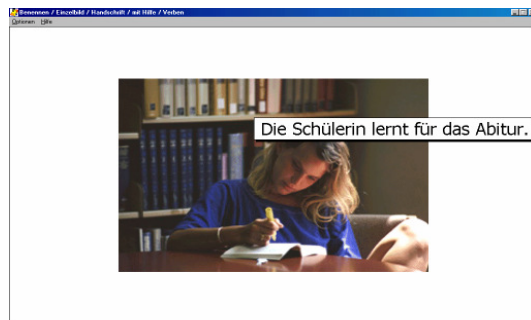 Benennen / Einzelbild / Handschrift / mit Hilfe / Verben
Optionen Hilfe
Die Schülerin lernt für das Abitur.